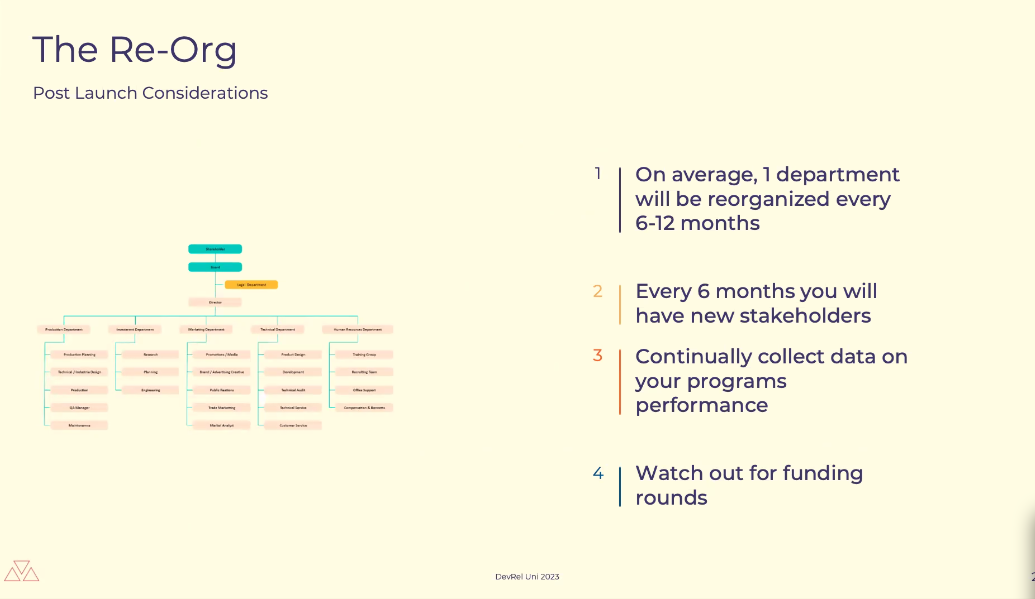 The Re-Org
Post Launch Considerations
1
On average, 1 department
will be reorganized every
6-12 months
2
Every 6 months you will
have new stakeholders
3
Continually collect data on
your programs
performance
4
Watch out for funding
rounds
Director
Production Department
Investment Department
Marketing Department
Technical Department
Human Resources Department
Production Planning
Technical / Industrial Design
Production
QA Manager
Maintenance
Research
Planning
Engineering
Promotions / Media
Brand / Advertising Creative
Public Relations
Trade Marketing
Market Analyst
Product Design
Development
Technical Audit
Technical Service
Customer Service
Training Group
Recruiting Team
Office Support
Compensation & Benefits
DevRel Uni 2023